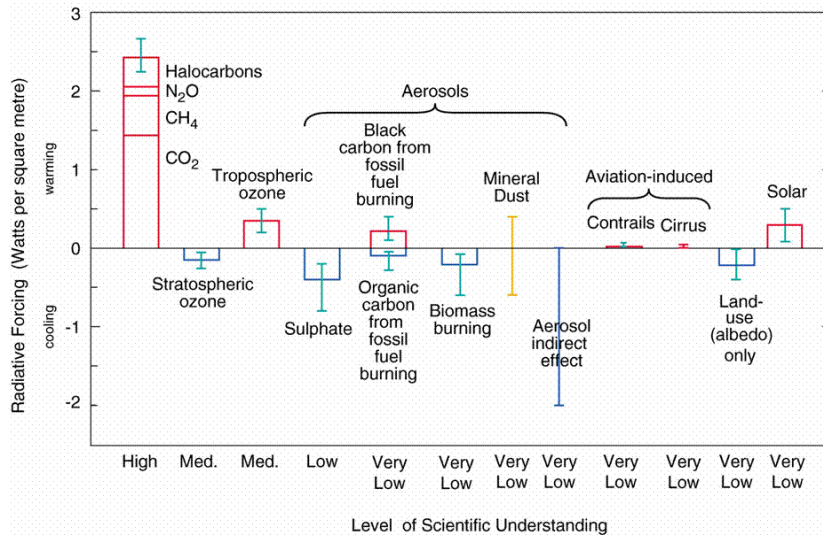 3
2
1
0
-1
-2
Radiative Forcing (Watts per square metre)
warming
cooling
Halocarbons
N₂O
CH₄
CO₂
Stratospheric
ozone
Tropospheric
ozone
Aerosols
Sulphate
Black
carbon from
fossil
fuel
burning
Organic
carbon
from
fossil
fuel
burning
Biomass
burning
Mineral
Dust
Aerosol
indirect
effect
Aviation-induced
Contrails Cirrus
Land-
use
(albedo)
only
Solar
High Med. Med. Low Very Very Very Very Very Very Very Very
Low Low Low Low Low Low Low Low
Level of Scientific Understanding